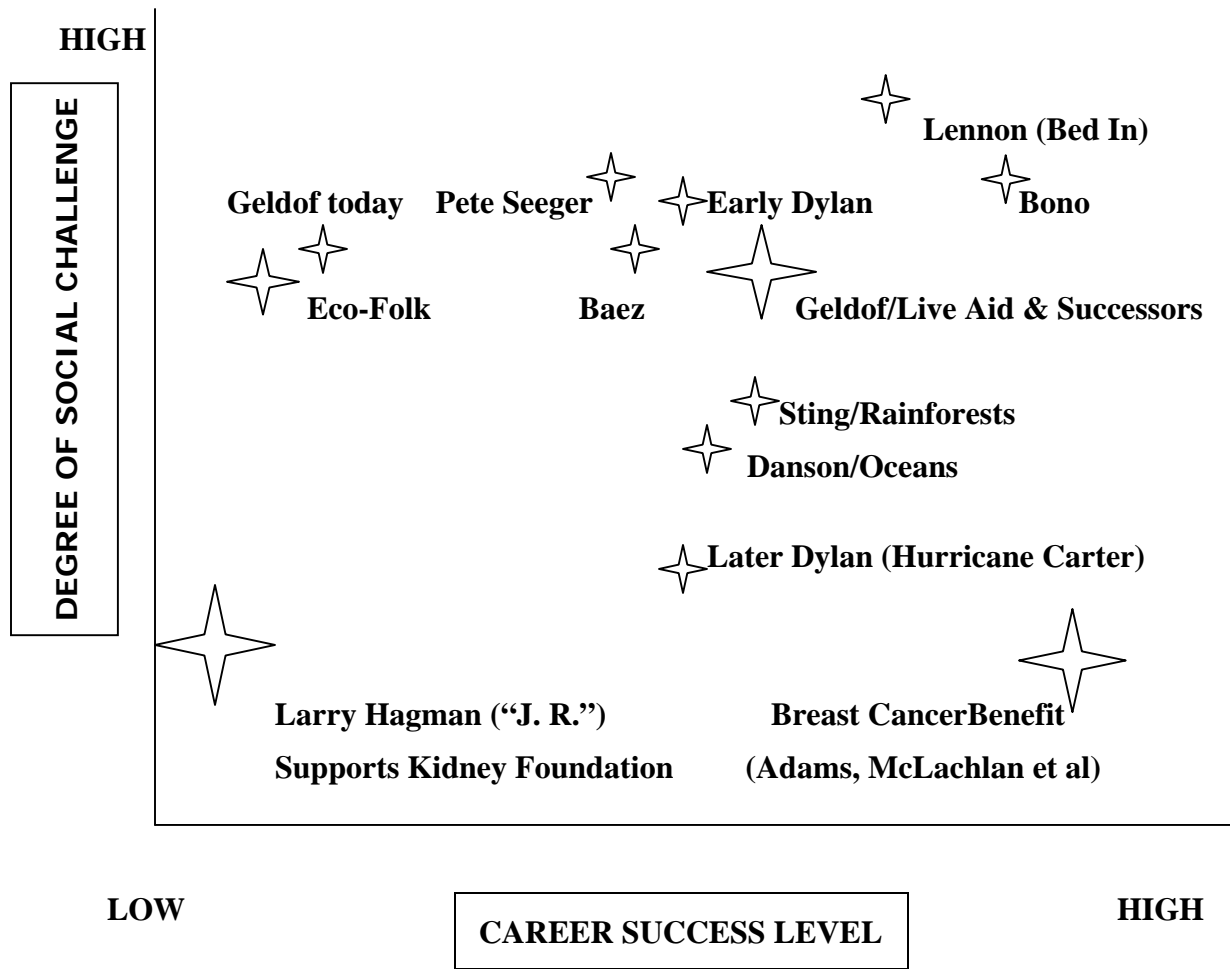 HIGH
DEGREE OF SOCIAL CHALLENGE
Lennon (Bed In)
Geldof today
Pete Seeger
Early Dylan
Bono
Eco-Folk
Baez
Geldof/Live Aid & Successors
Sting/Rainforests
Danson/Oceans
Later Dylan (Hurricane Carter)
Larry Hagman (“J. R.”)
Supports Kidney Foundation
Breast CancerBenefit
(Adams, McLachlan et al)
LOW
CAREER SUCCESS LEVEL
HIGH